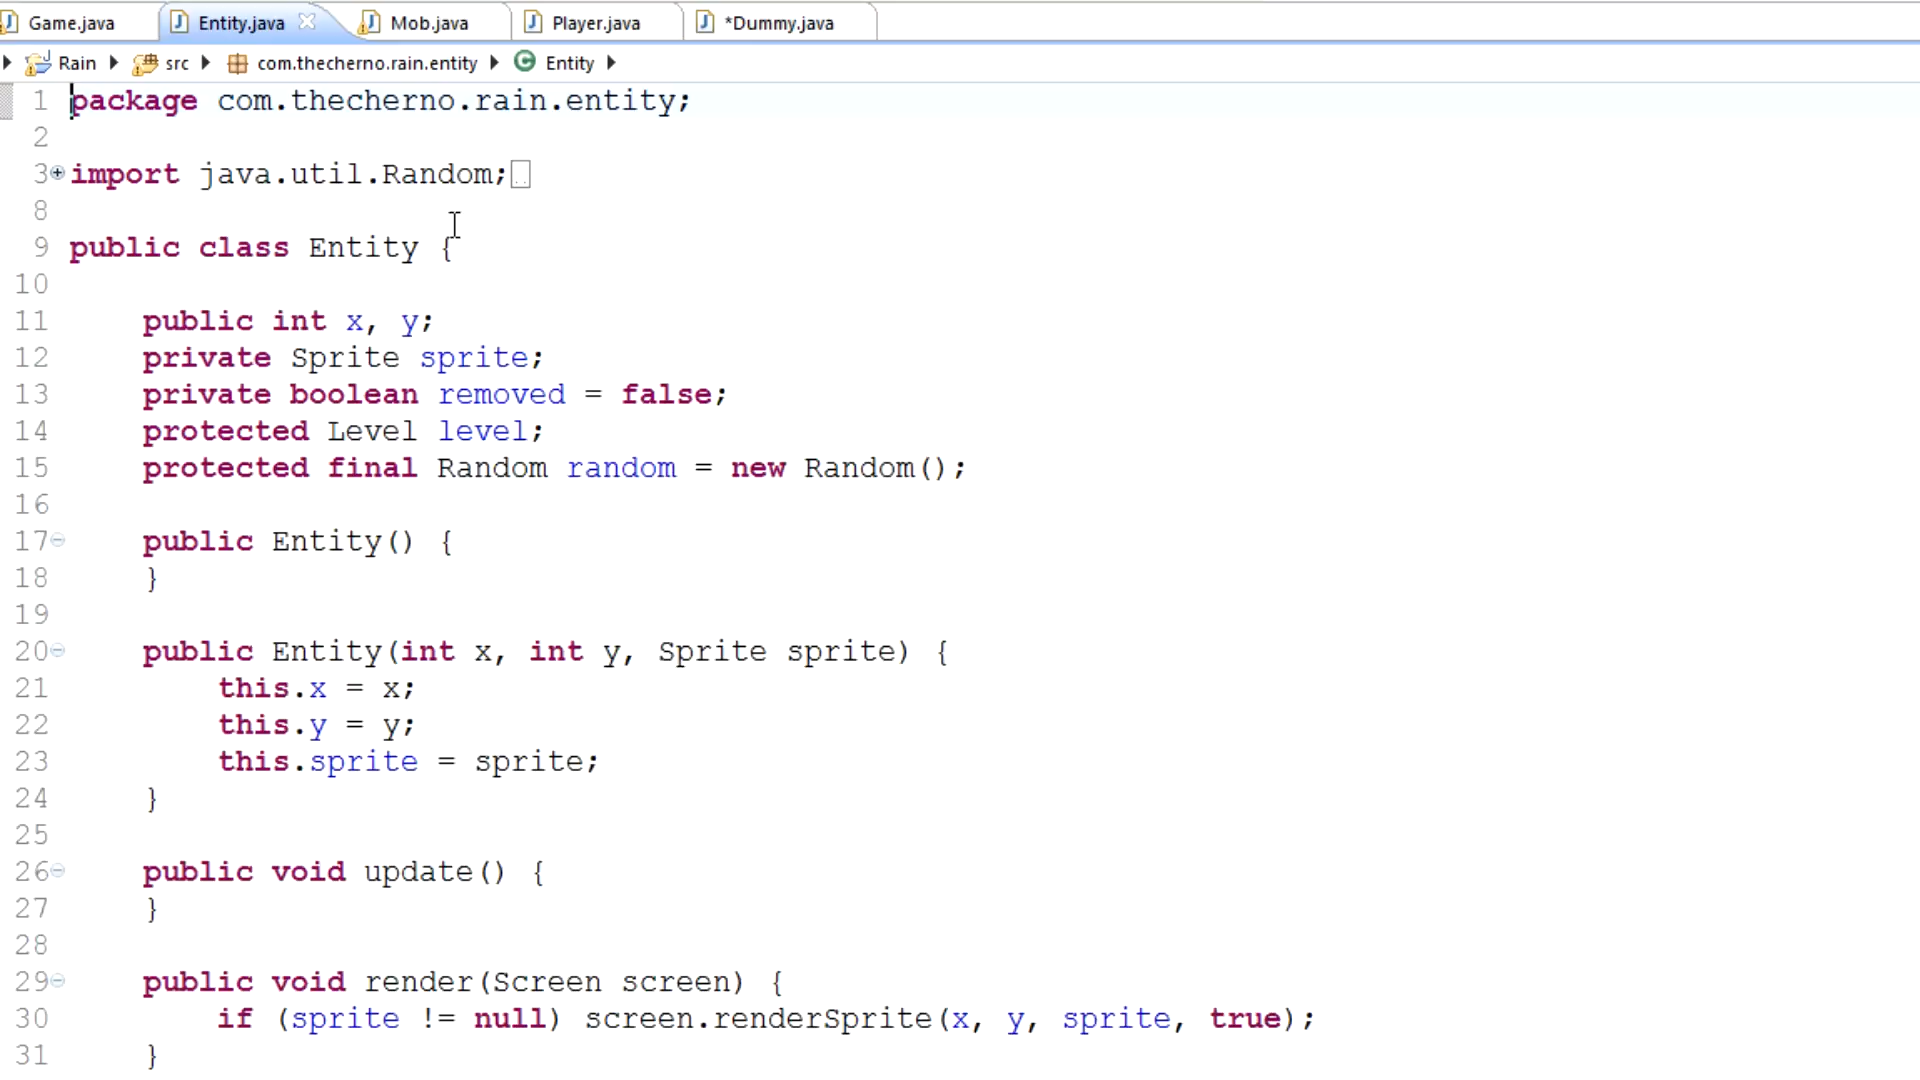 Game.java Entity.java Mob.java Player.java *Dummy.java
Rain src com.thecherno.rain.entity Entity
1 package com.thecherno.rain.entity;
2
3 import java.util.Random;
8
9 public class Entity {
10
11 public int x, y;
12 private Sprite sprite;
13 private boolean removed = false;
14 protected Level level;
15 protected final Random random = new Random();
16
17 public Entity() {
18 }
19
20 public Entity(int x, int y, Sprite sprite) {
21 this.x = x;
22 this.y = y;
23 this.sprite = sprite;
24 }
25
26 public void update() {
27 }
28
29 public void render(Screen screen) {
30 if (sprite != null) screen.renderSprite(x, y, sprite, true);
31 }